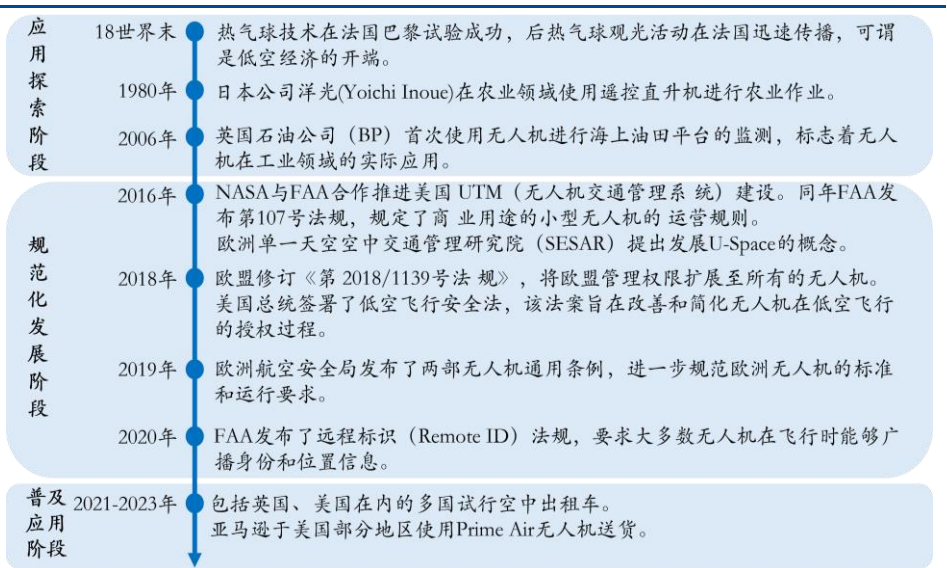 应用探索阶段
18世界末
热气球技术在法国巴黎试验成功，后热气球观光活动在法国迅速传播，可谓
是低空经济的开端。
1980年
日本公司洋光(Yoichi Inoue)在农业领域使用遥控直升机进行农业作业。
2006年
英国石油公司（BP）首次使用无人机进行海上油田平台的监测，标志着无人
机在工业领域的实际应用。
规范化发展阶段
2016年
NASA与FAA合作推进美国 UTM（无人机交通管理系 统）建设。同年FAA发
布第107号法规，规定了商 业用途的小型无人机的 运营规则。
欧洲单一天空空中交通管理研究院（SESAR）提出发展U-Space的概念。
2018年
欧盟修订《第 2018/1139号法 规》，将欧盟管理权限扩展至所有的无人机。
美国总统签署了低空飞行安全法，该法案旨在改善和简化无人机在低空飞行
的授权过程。
2019年
欧洲航空安全局发布了两部无人机通用条例，进一步规范欧洲无人机的标准
和运行要求。
2020年
FAA发布了远程标识（Remote ID）法规，要求大多数无人机在飞行时能够广
播身份和位置信息。
普及
应用
阶段
2021-2023年
包括英国、美国在内的多国试行空中出租车。
亚马逊于美国部分地区使用Prime Air无人机送货。